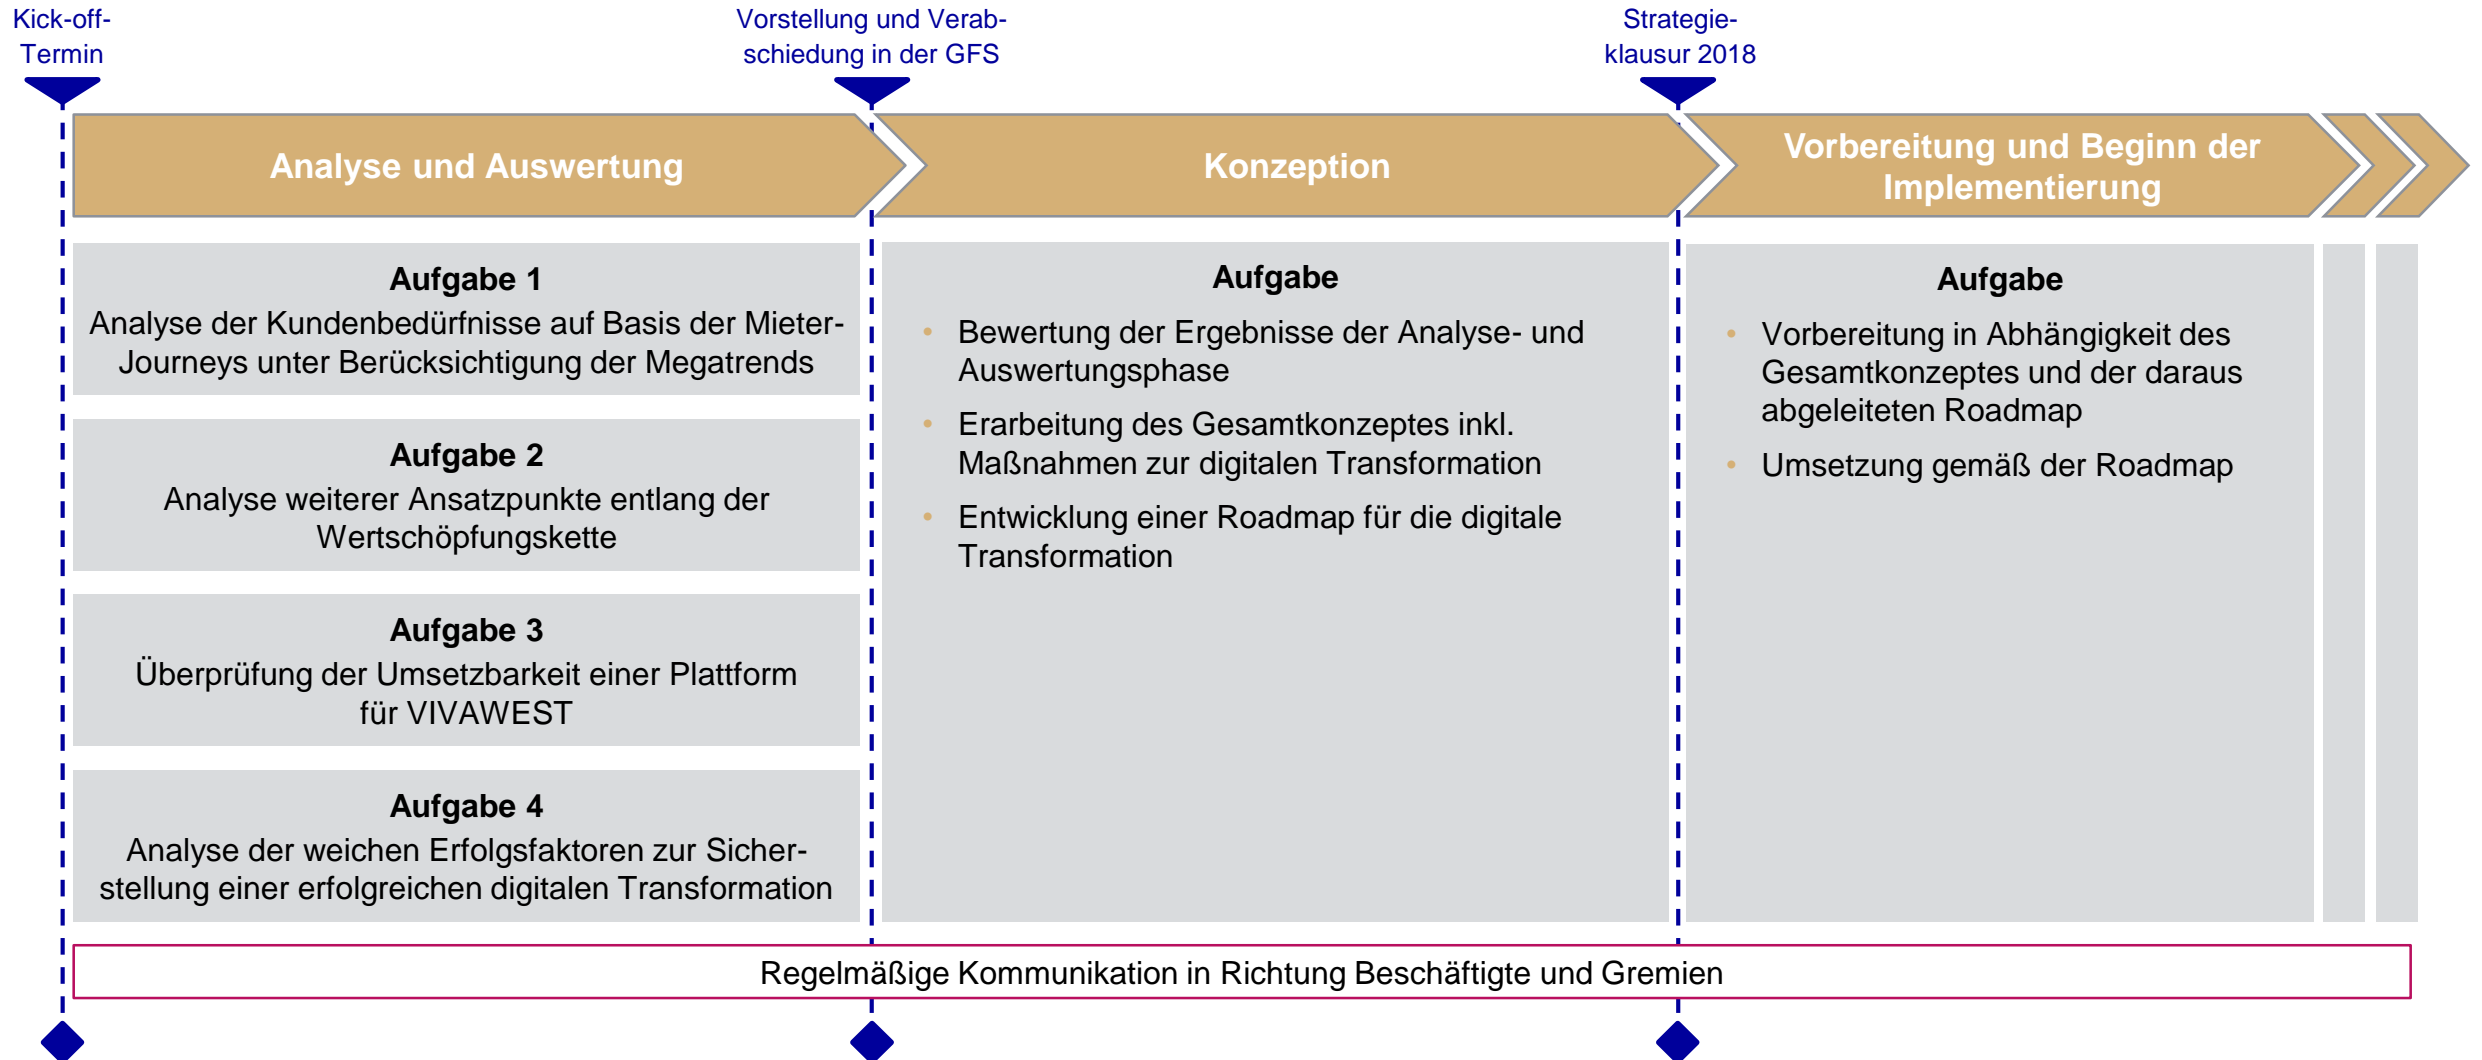 Kick-off-
Termin
Vorstellung und Verab-
schiedung in der GFS
Strategie-
klausur 2018
Analyse und Auswertung
Konzeption
Vorbereitung und Beginn der
Implementierung
Aufgabe 1
Analyse der Kundenbedürfnisse auf Basis der Mieter-
Journeys unter Berücksichtigung der Megatrends
Aufgabe 2
Analyse weiterer Ansatzpunkte entlang der
Wertschöpfungskette
Aufgabe 3
Überprüfung der Umsetzbarkeit einer Plattform
für VIVAWEST
Aufgabe 4
Analyse der weichen Erfolgsfaktoren zur Sicher-
stellung einer erfolgreichen digitalen Transformation
Aufgabe
• Bewertung der Ergebnisse der Analyse- und
Auswertungsphase
• Erarbeitung des Gesamtkonzeptes inkl.
Maßnahmen zur digitalen Transformation
• Entwicklung einer Roadmap für die digitale
Transformation
Aufgabe
• Vorbereitung in Abhängigkeit des
Gesamtkonzeptes und der daraus
abgeleiteten Roadmap
• Umsetzung gemäß der Roadmap
Regelmäßige Kommunikation in Richtung Beschäftigte und Gremien